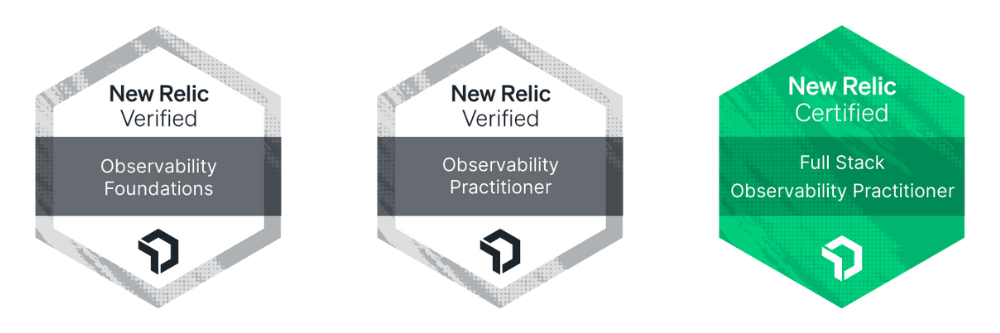 New Relic
Verified
Observability
Foundations
New Relic
Verified
Observability
Practitioner
New Relic
Certified
Full Stack
Observability Practitioner